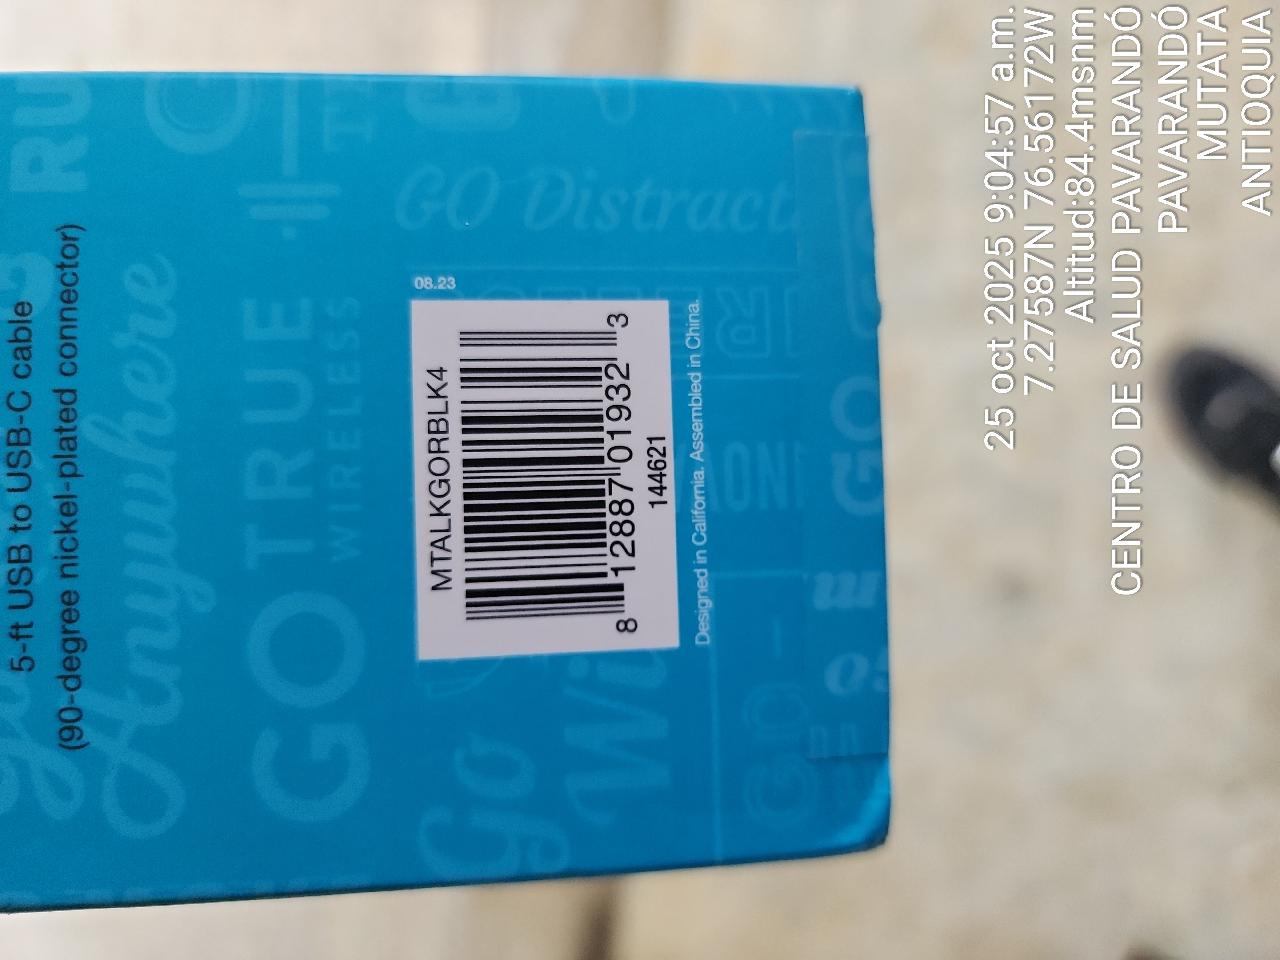 5-ft USB to USB-C cable
(90-degree nickel-plated connector)
Anywhere
GO TRUE
WIRELESS
GO Distract
Go
08.23
MTALKGORBLK4
8 12887 01932 3
144621
Designed in California. Assembled in China.
25 oct 2025 9:04:57 a.m.
7.27587N 76.56172W
Altitud:84.4msnm
CENTRO DE SALUD PAVARANDÓ
PAVARANDÓ
MUTATA
ANTIOQUIA